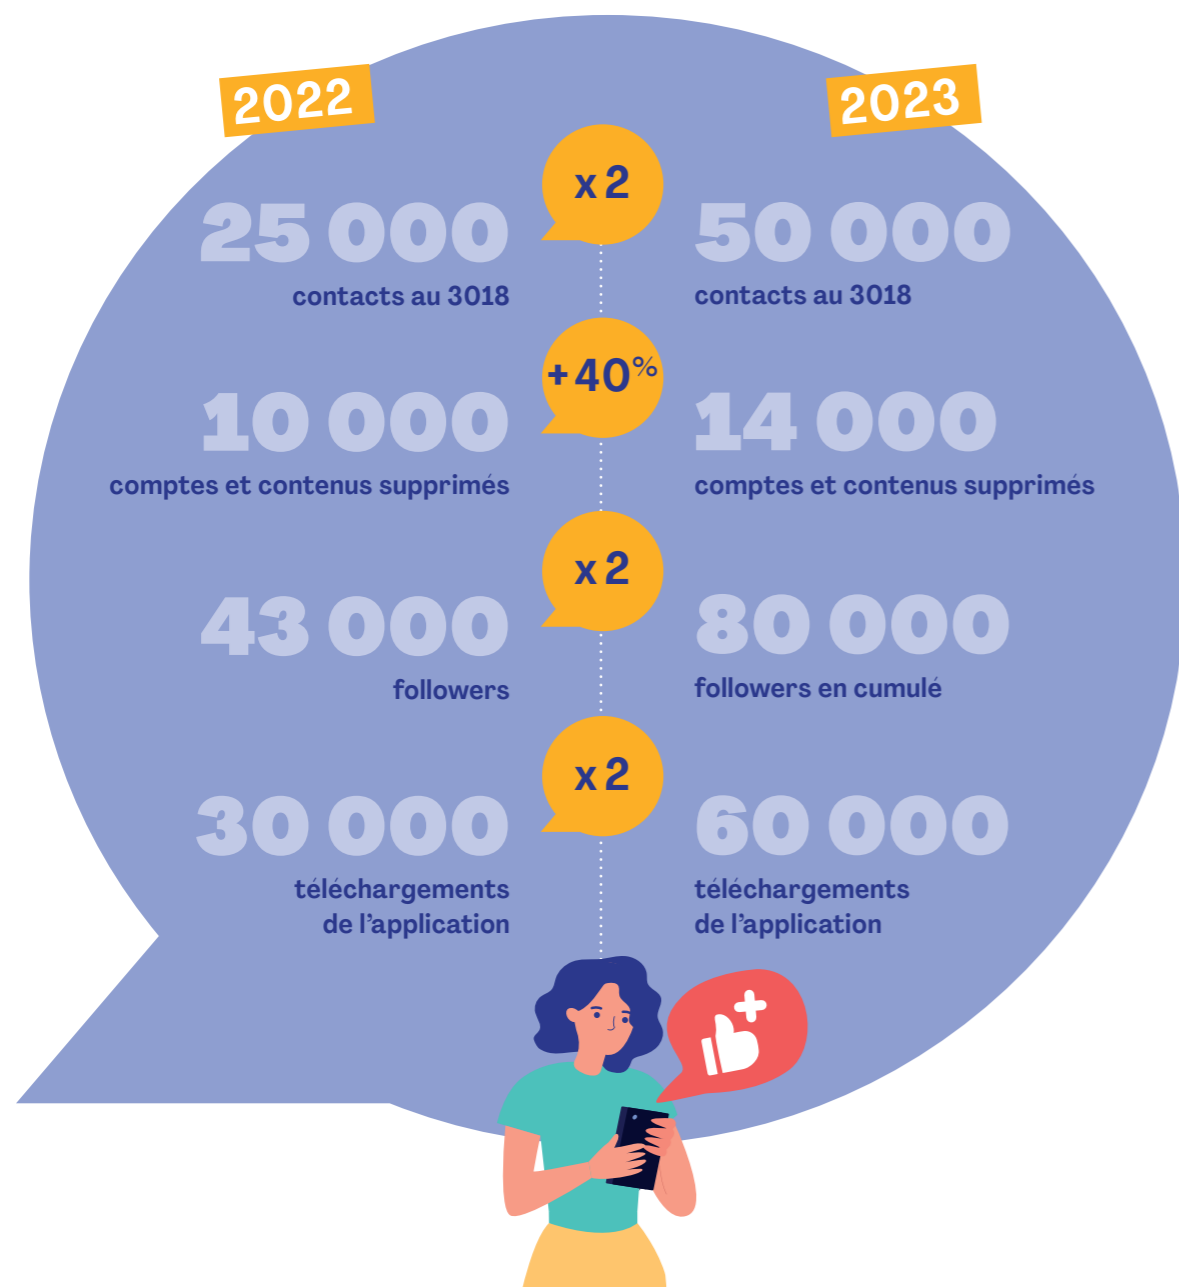 2022
2023
x 2
25 000
50 000
contacts au 3018
contacts au 3018
+ 40%
10 000
14 000
comptes et contenus supprimés
comptes et contenus supprimés
x 2
43 000
80 000
followers
followers en cumulé
x 2
30 000
60 000
téléchargements
de l’application
téléchargements
de l’application